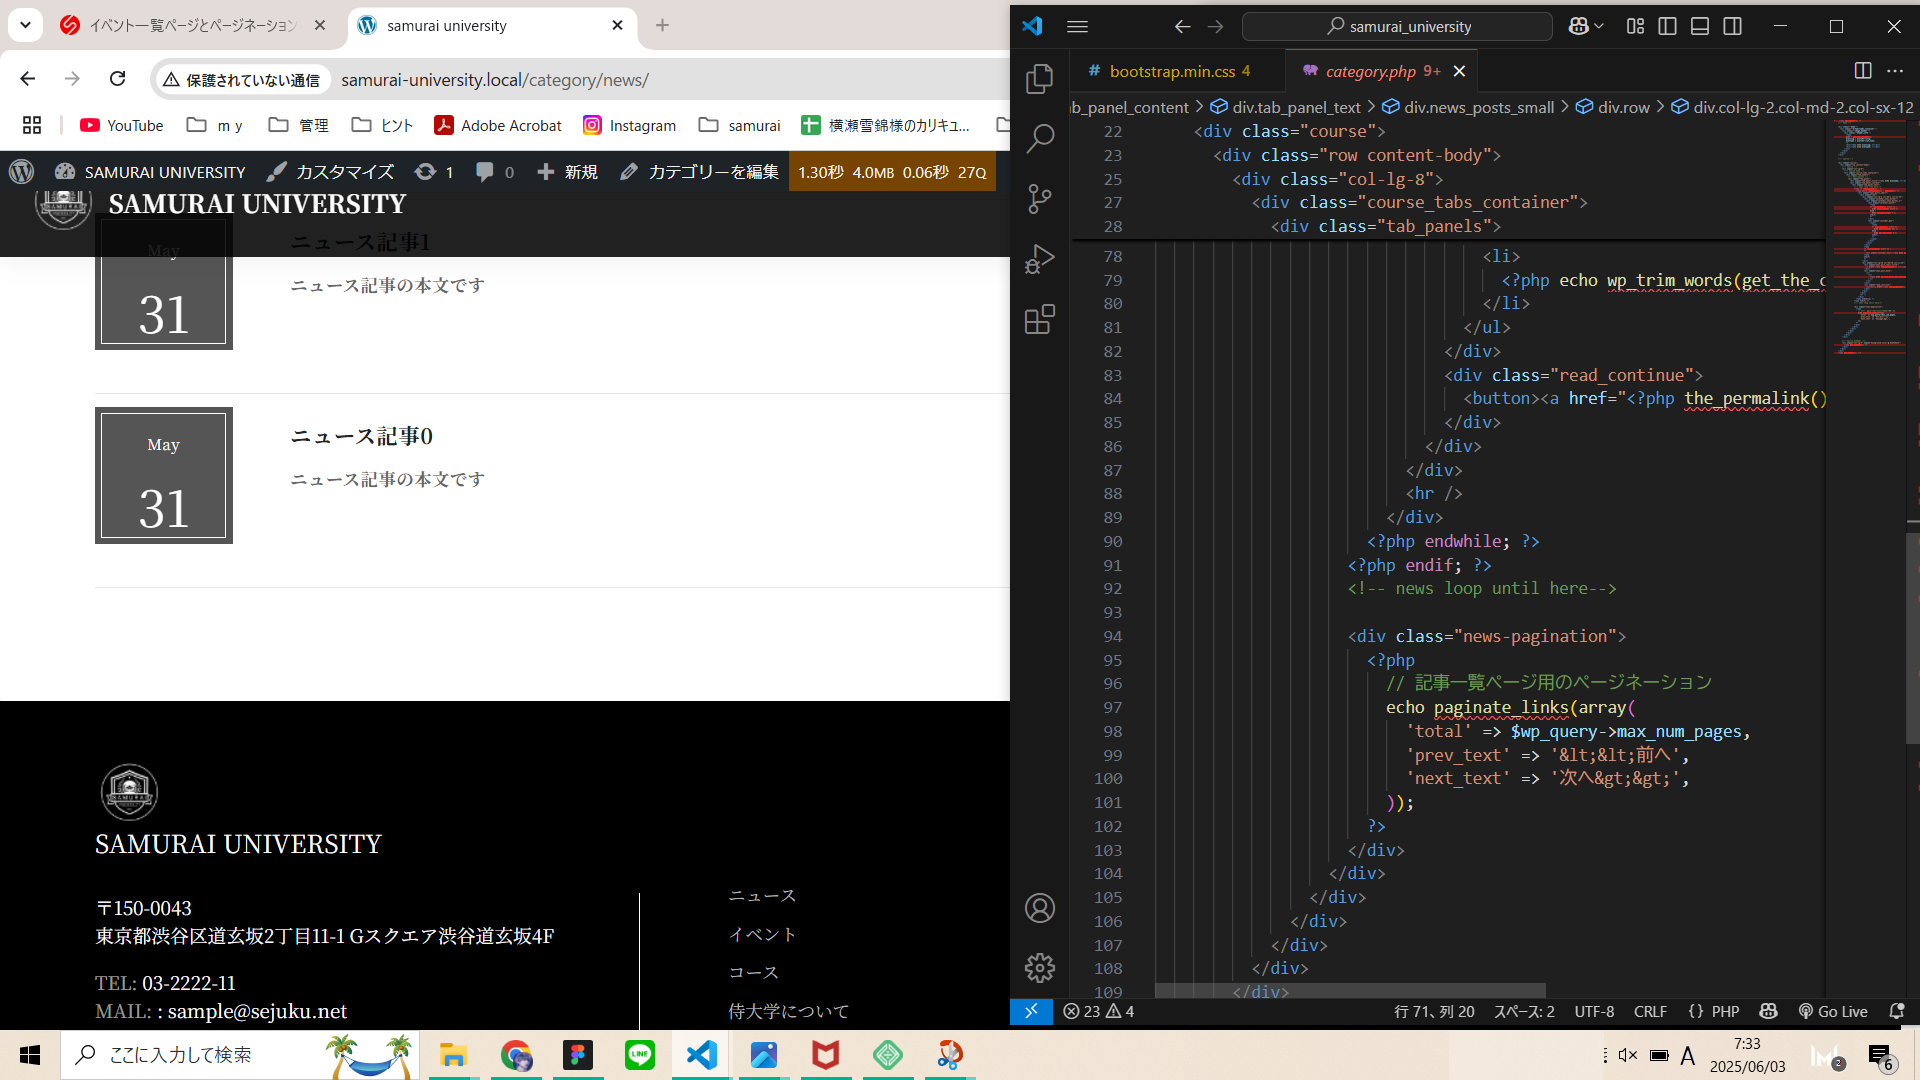 イベント一覧ページとページネーション
samurai university
保護されていない通信
samurai-university.local/category/news/
YouTube
m y
管理
ヒント
Adobe Acrobat
Instagram
samurai
横瀬雪錦様のカリキュ...
SAMURAI UNIVERSITY
カスタマイズ
1
0
新規
カテゴリーを編集
1.30秒 4.0MB 0.06秒 27Q
SAMURAI UNIVERSITY
May
31
ニュース記事1
ニュース記事の本文です
May
31
ニュース記事0
ニュース記事の本文です
SAMURAI UNIVERSITY
〒150-0043
東京都渋谷区道玄坂2丁目11-1 Gスクエア渋谷道玄坂4F
TEL: 03-2222-11
MAIL: : sample@sejuku.net
ニュース
イベント
コース
侍大学について
samurai_university
# bootstrap.min.css 4
category.php 9+
ab_panel_content > div.tab_panel_text > div.news_posts_small > div.row > div.col-lg-2.col-md-2.col-sx-12
22 <div class="course">
23 <div class="row content-body">
25 <div class="col-lg-8">
27 <div class="course_tabs_container">
28 <div class="tab_panels">
78 <li>
79 <?php echo wp_trim_words(get_the_c
80 </li>
81 </ul>
82 </div>
83 <div class="read_continue">
84 <button><a href="<?php the_permalink()
85 </div>
86 </div>
87 </div>
88 <hr />
89 </div>
90 <?php endwhile; ?>
91 <?php endif; ?>
92 <!-- news loop until here-->
93
94 <div class="news-pagination">
95 <?php
96 // 記事一覧ページ用のページネーション
97 echo paginate_links(array(
98 'total' => $wp_query->max_num_pages,
99 'prev_text' => '&lt;&lt;前へ',
100 'next_text' => '次へ&gt;&gt;',
101 ));
102 ?>
103 </div>
104 </div>
105 </div>
106 </div>
107 </div>
108 </div>
109 </div>
23 4
行 71、列 20
スペース: 2
UTF-8
CRLF
{} PHP
Go Live
ここに入力して検索
LINE
A
7:33
2025/06/03
2
6